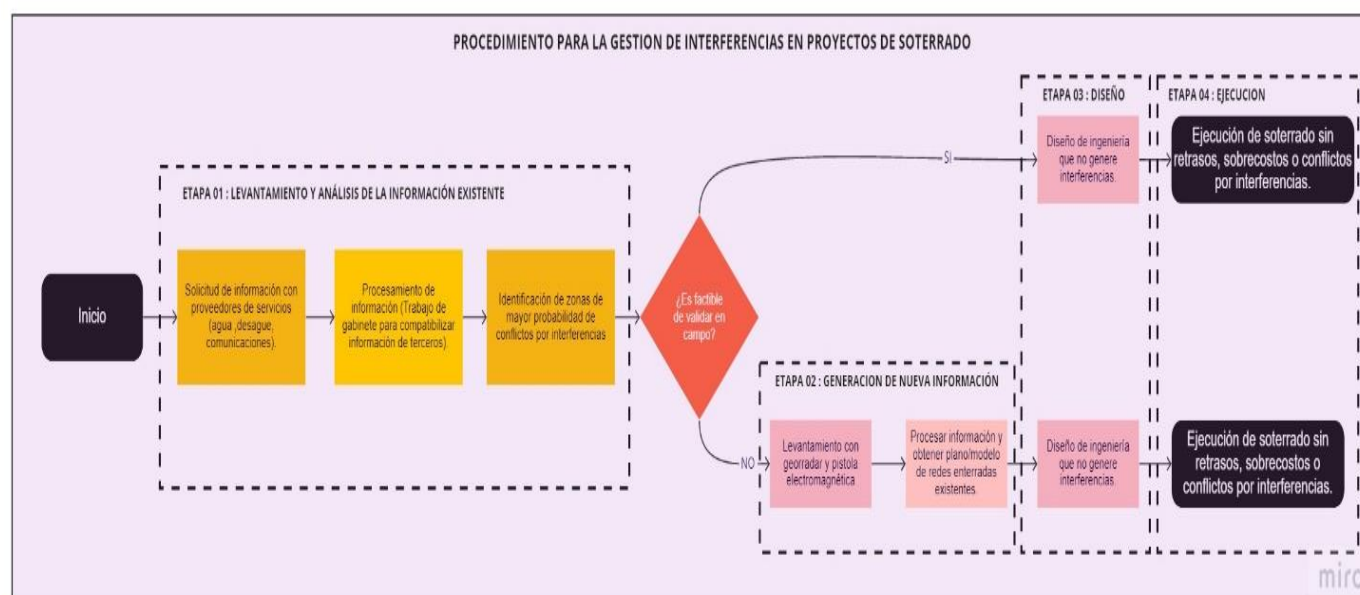 PROCEDIMIENTO PARA LA GESTION DE INTERFERENCIAS EN PROYECTOS DE SOTERRADO
ETAPA 01 : LEVANTAMIENTO Y ANÁLISIS DE LA INFORMACIÓN EXISTENTE
Inicio
Solicitud de información con
proveedores de servicios
(agua ,desague,
comunicaciones).
Procesamiento de
información (Trabajo de
gabinete para compatibilizar
información de terceros).
Identificación de zonas de
mayor probabilidad de
conflictos por interferencias
¿Es factible
de validar en
campo?
SI
ETAPA 03 : DISEÑO
Diseño de ingeniería
que no genere
interferencias.
ETAPA 04 : EJECUCION
Ejecución de soterrado sin
retrasos, sobrecostos o conflictos
por interferencias.
NO
ETAPA 02 : GENERACION DE NUEVA INFORMACIÓN
Levantamiento con
georradar y pistola
electromagnética
Procesar información y
obtener plano/modelo
de redes enterradas
existentes.
Diseño de ingeniería
que no genere
interferencias.
Ejecución de soterrado sin
retrasos, sobrecostos o
conflictos por interferencias.
miro